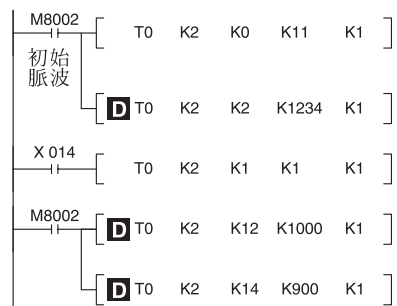 M8002
T0 K2 K0 K11 K1
初始
脈波
D T0 K2 K2 K1234 K1
X 014
T0 K2 K1 K1 K1
M8002
D T0 K2 K12 K1000 K1
D T0 K2 K14 K900 K1